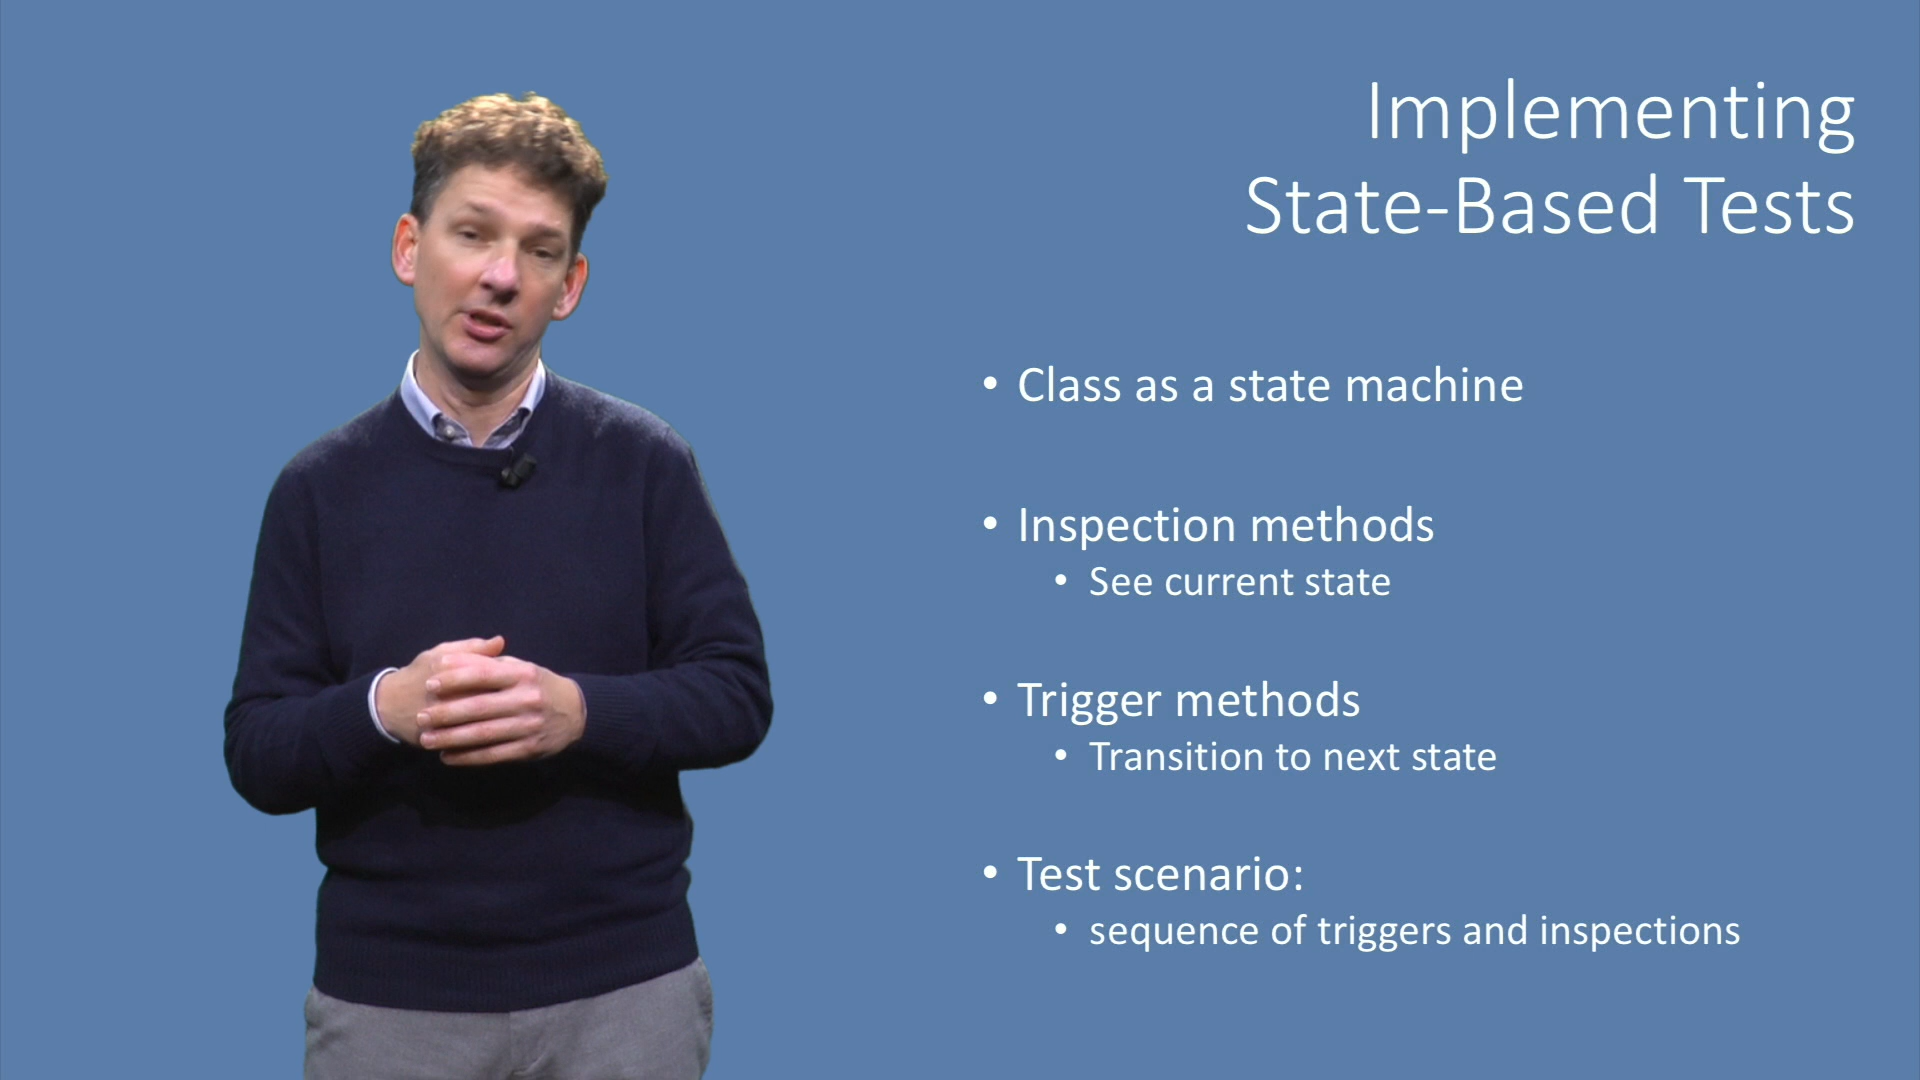 Implementing
State-Based Tests
• Class as a state machine
• Inspection methods
• See current state
• Trigger methods
• Transition to next state
• Test scenario:
• sequence of triggers and inspections